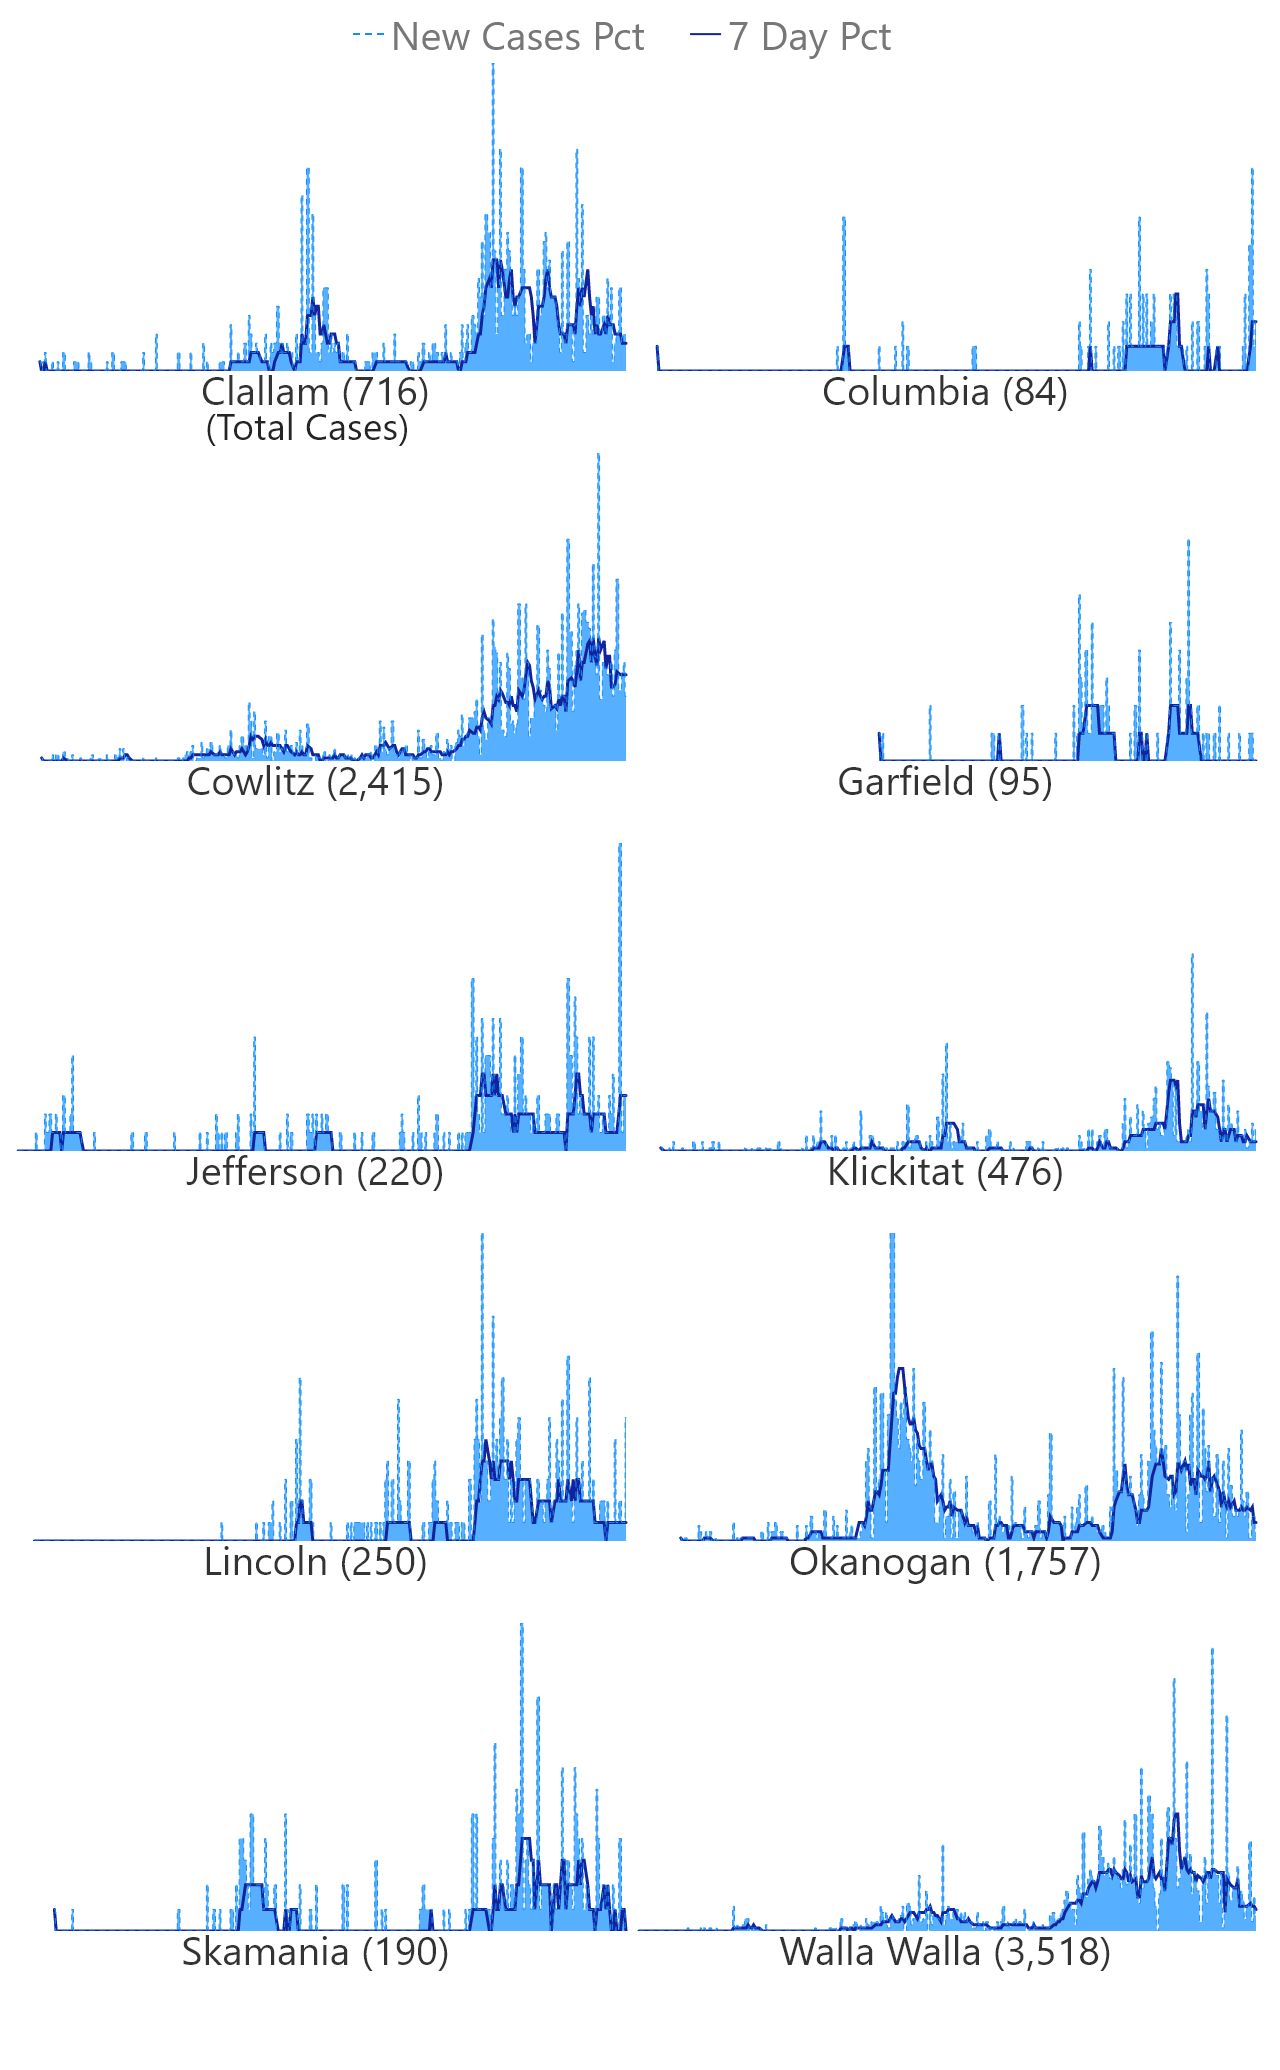 New Cases Pct 7 Day Pct
Clallam (716)
(Total Cases)
Columbia (84)
Cowlitz (2,415)
Garfield (95)
Jefferson (220)
Klickitat (476)
Lincoln (250)
Okanogan (1,757)
Skamania (190)
Walla Walla (3,518)